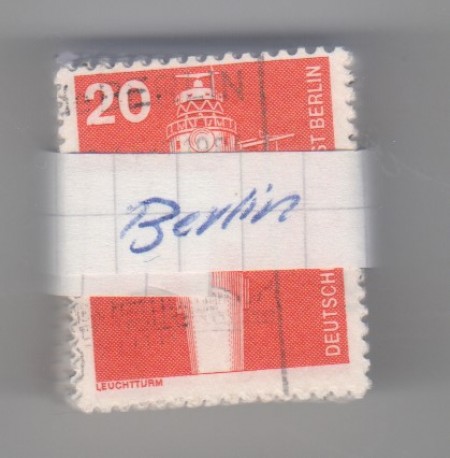 20
Berlin
DEUTSCH
ST BERLIN
LEUCHTTURM